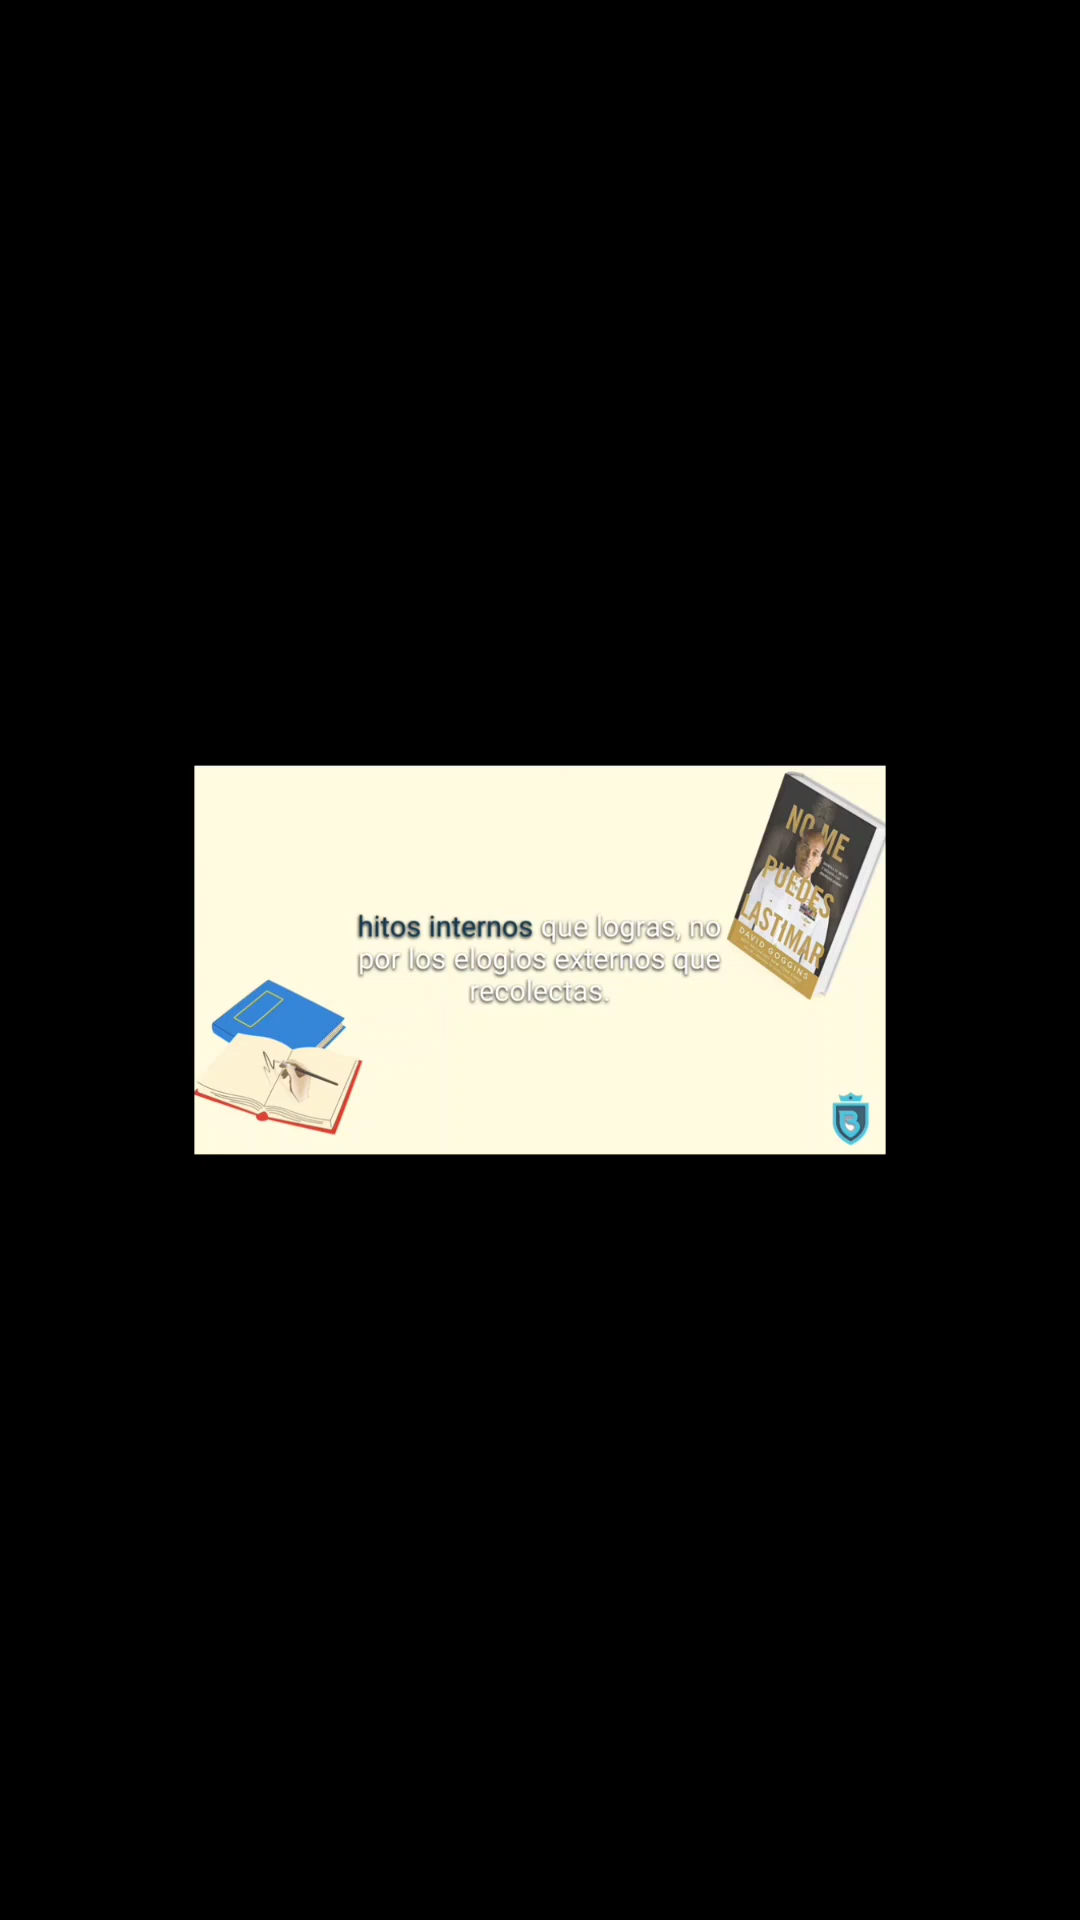 NO ME
PUEDES
LASTIMAR
DAVID GOGGINS
hitos internos que logras, no
por los elogios externos que
recolectas.
B